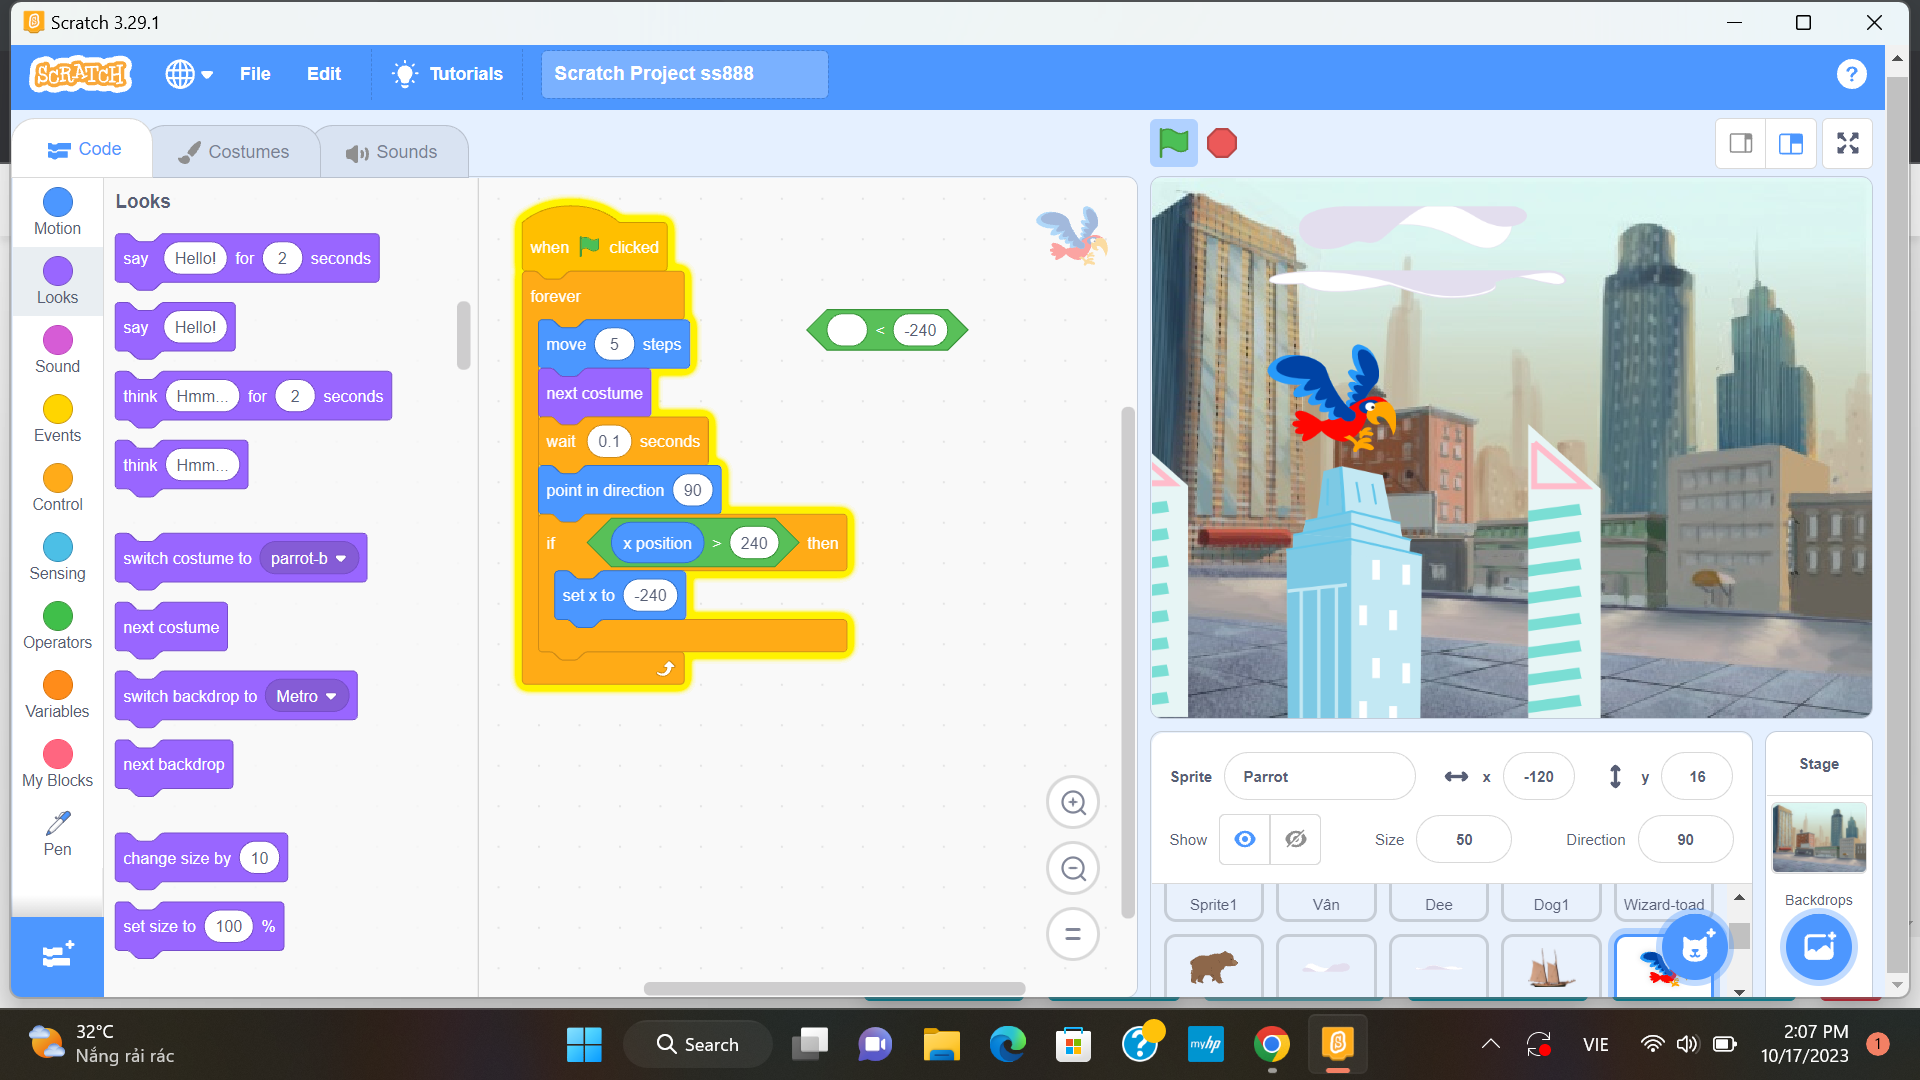 Scratch 3.29.1
SCRATCH
File
Edit
Tutorials
Scratch Project ss888
?
Code
Costumes
Sounds
Motion
Looks
Sound
Events
Control
Sensing
Operators
Variables
My Blocks
Pen
Looks
say Hello! for 2 seconds
say Hello!
think Hmm... for 2 seconds
think Hmm...
switch costume to parrot-b
next costume
switch backdrop to Metro
next backdrop
change size by 10
set size to 100 %
when clicked
forever
move 5 steps
next costume
wait 0.1 seconds
point in direction 90
if x position > 240 then
set x to -240
< -240
Sprite Parrot x -120 y 16
Show Size 50 Direction 90
Sprite1
Vân
Dee
Dog1
Wizard-toad
Stage
Backdrops
32°C
Nắng rải rác
Search
?
myhp
VIE
2:07 PM
10/17/2023
1